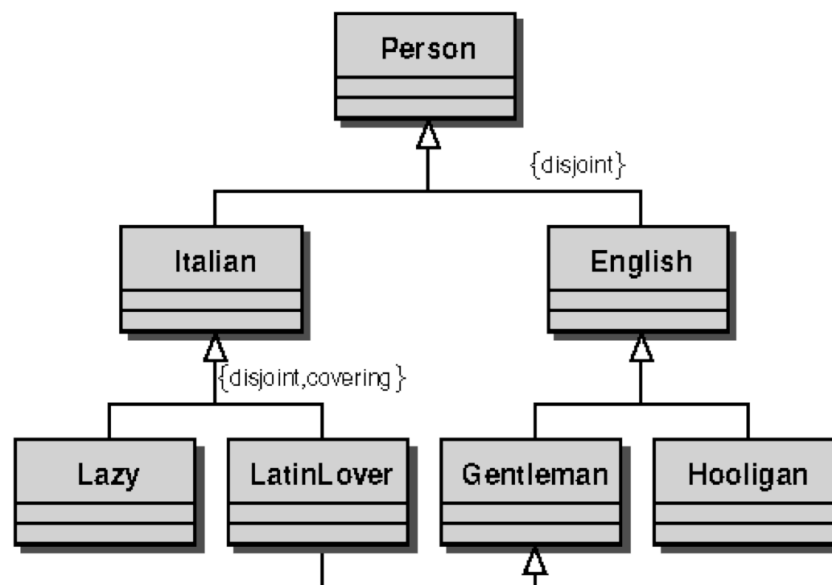 Person
{disjoint}
Italian
English
{disjoint,covering}
Lazy
LatinLover
Gentleman
Hooligan